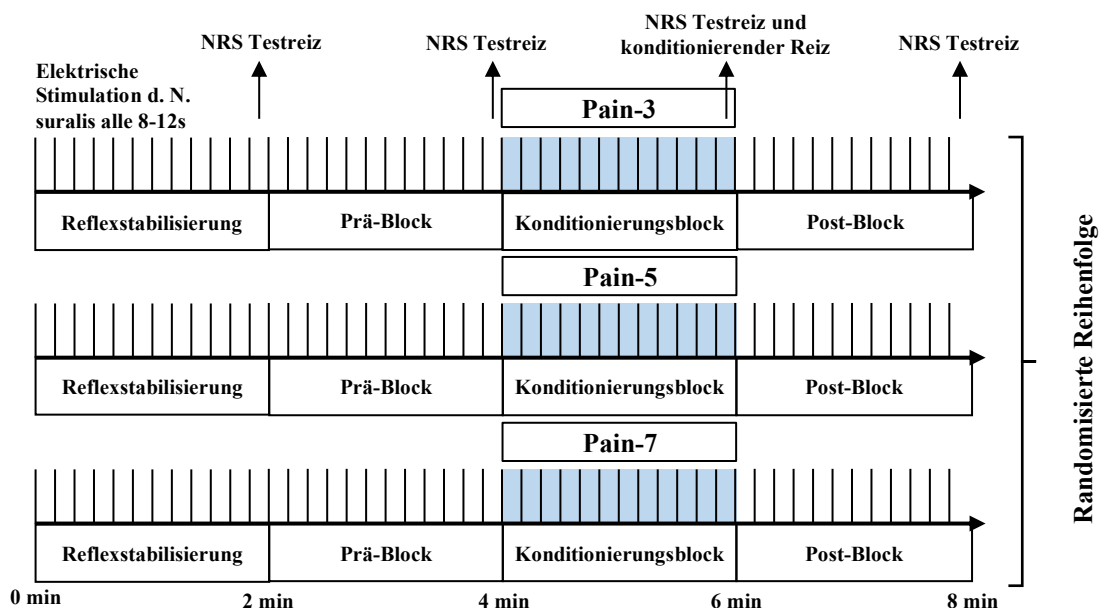 NRS Testreiz
NRS Testreiz
NRS Testreiz und
konditionierender Reiz
NRS Testreiz
Elektrische
Stimulation d. N.
suralis alle 8-12s
Pain-3
Reflexstabilisierung
Prä-Block
Konditionierungsblock
Post-Block
Pain-5
Reflexstabilisierung
Prä-Block
Konditionierungsblock
Post-Block
Pain-7
Reflexstabilisierung
Prä-Block
Konditionierungsblock
Post-Block
0 min
2 min
4 min
6 min
8 min
Randomisierte Reihenfolge